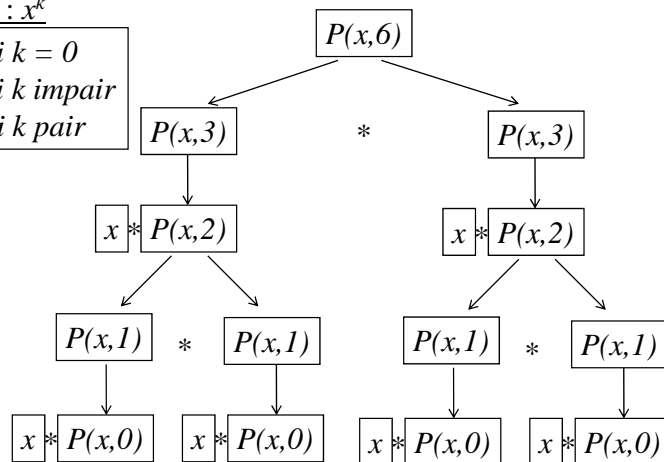 : x^k
i k = 0
i k impair
i k pair
P(x,6)
P(x,3) * P(x,3)
x * P(x,2) x * P(x,2)
P(x,1) * P(x,1) P(x,1) * P(x,1)
x * P(x,0) x * P(x,0) x * P(x,0) x * P(x,0)